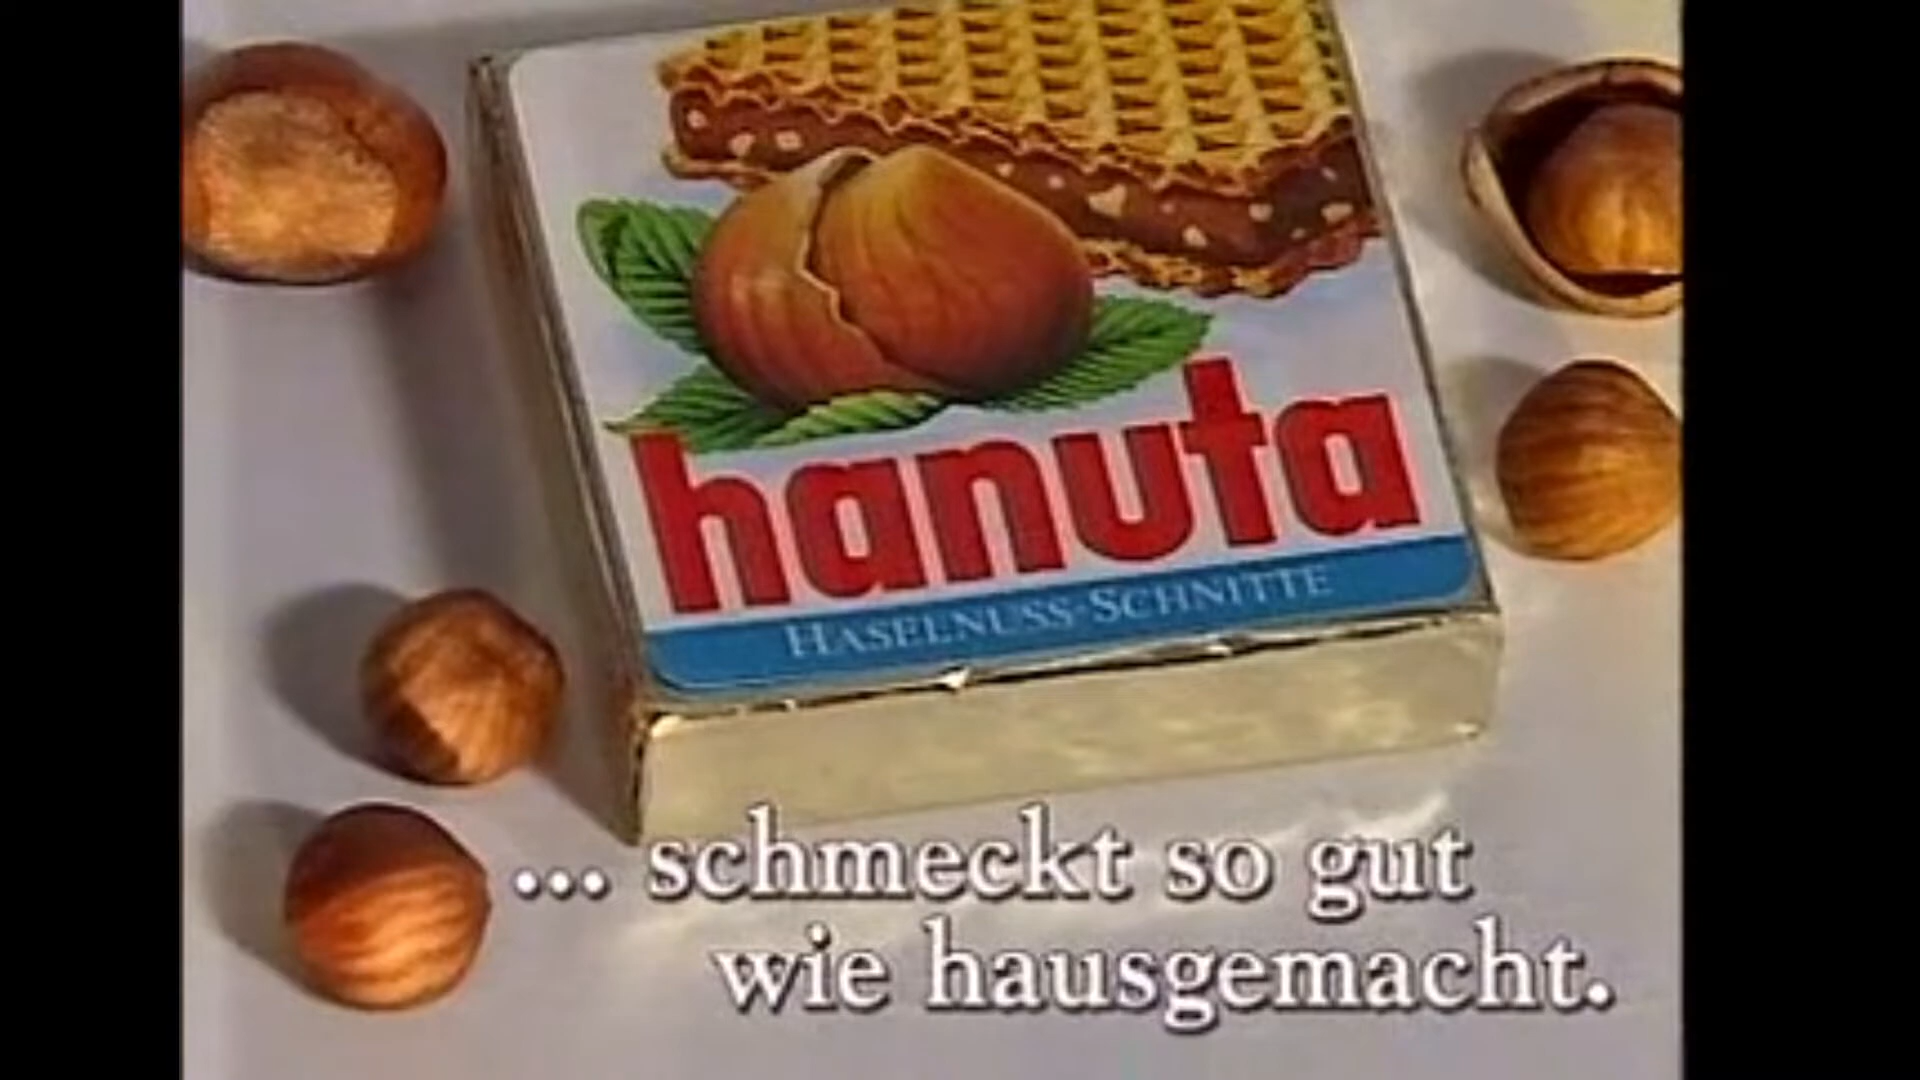 hanuta
HASELNUSS-SCHNITTE
... schmeckt so gut
wie hausgemacht.